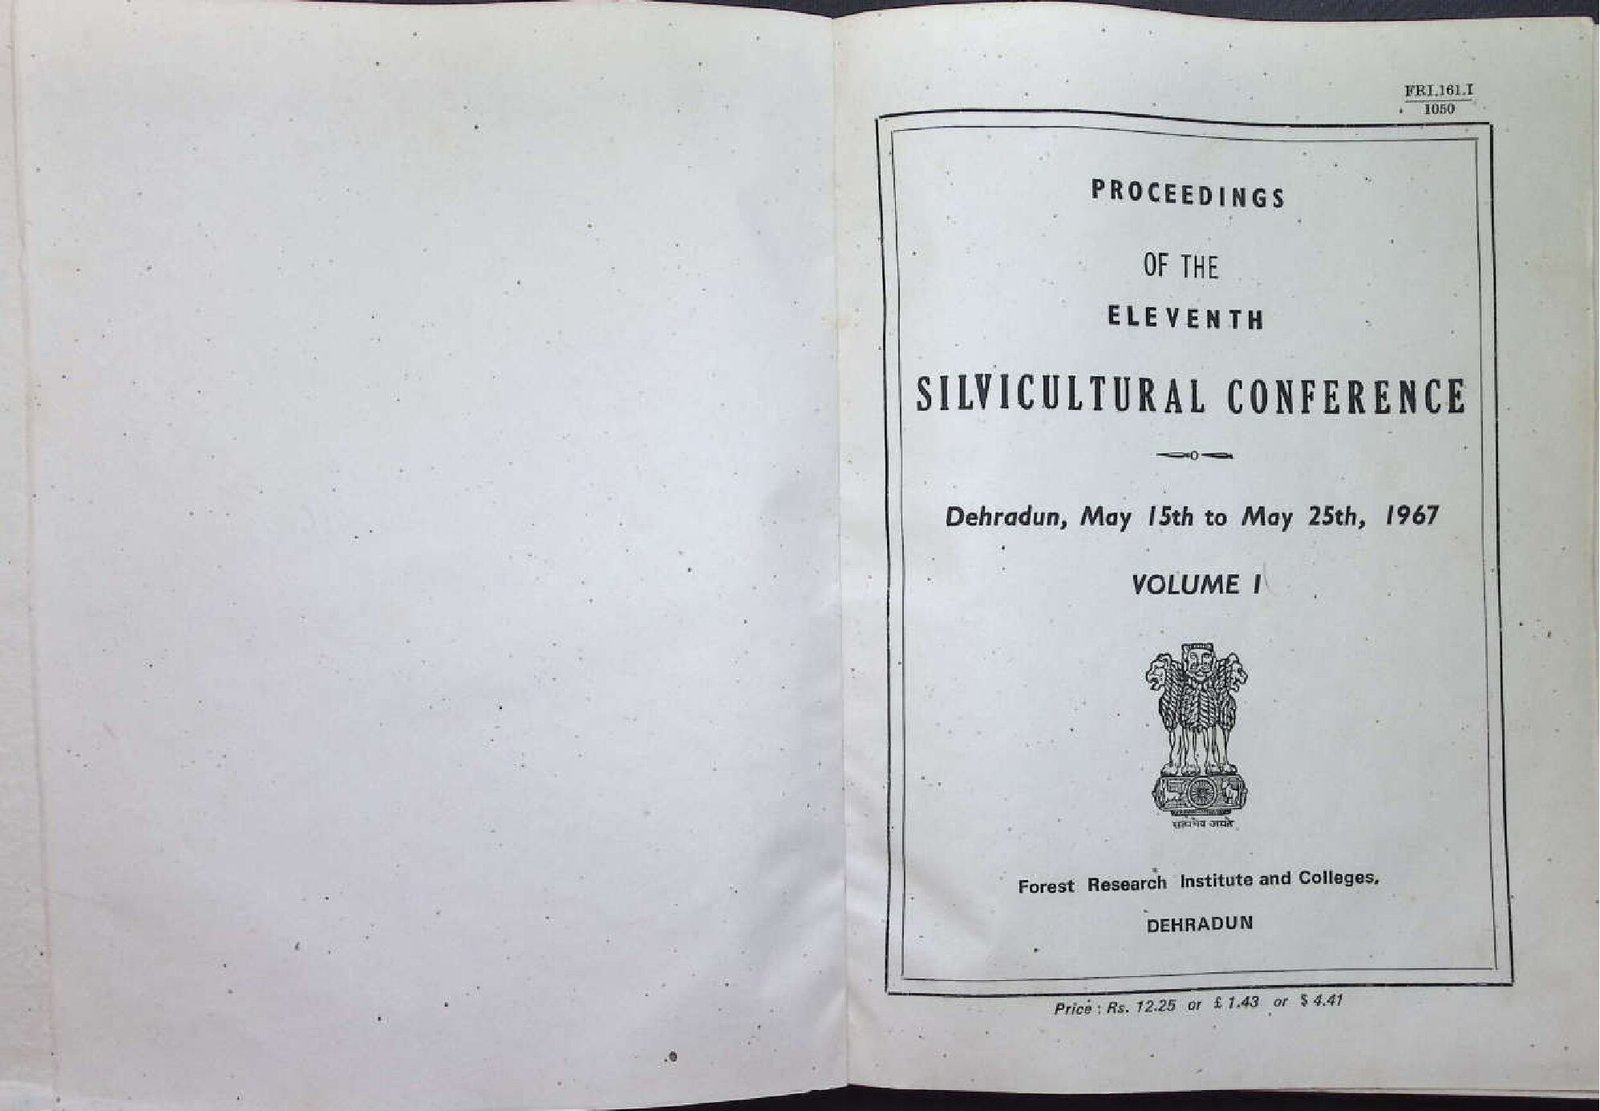 FRI.161.I
1050
PROCEEDINGS
OF THE
ELEVENTH
SILVICULTURAL CONFERENCE
Dehradun, May 15th to May 25th, 1967
VOLUME I
सत्यमेव जयते
Forest Research Institute and Colleges,
DEHRADUN
Price : Rs. 12.25 or £ 1.43 or $ 4.41